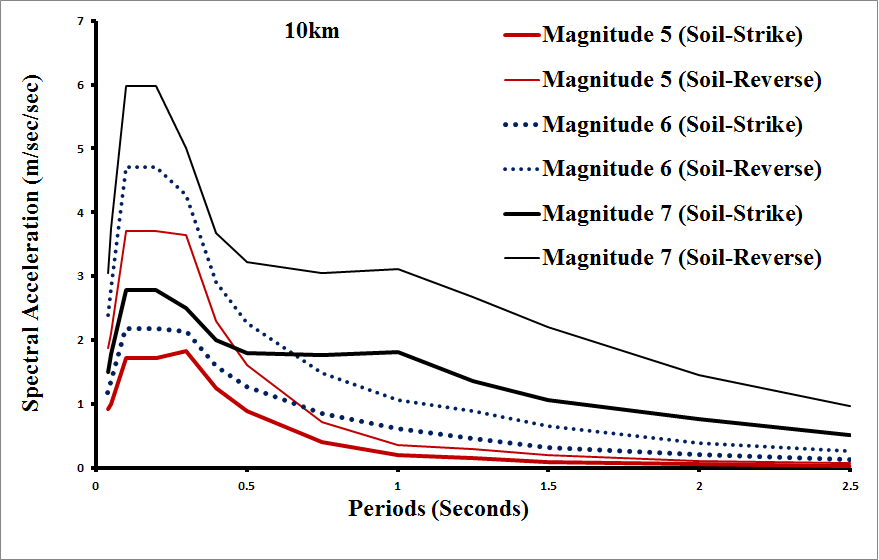 10km
Magnitude 5 (Soil-Strike)
Magnitude 5 (Soil-Reverse)
Magnitude 6 (Soil-Strike)
Magnitude 6 (Soil-Reverse)
Magnitude 7 (Soil-Strike)
Magnitude 7 (Soil-Reverse)
Spectral Acceleration (m/sec/sec)
7
6
5
4
3
2
1
0
0 0.5 1 1.5 2 2.5
Periods (Seconds)